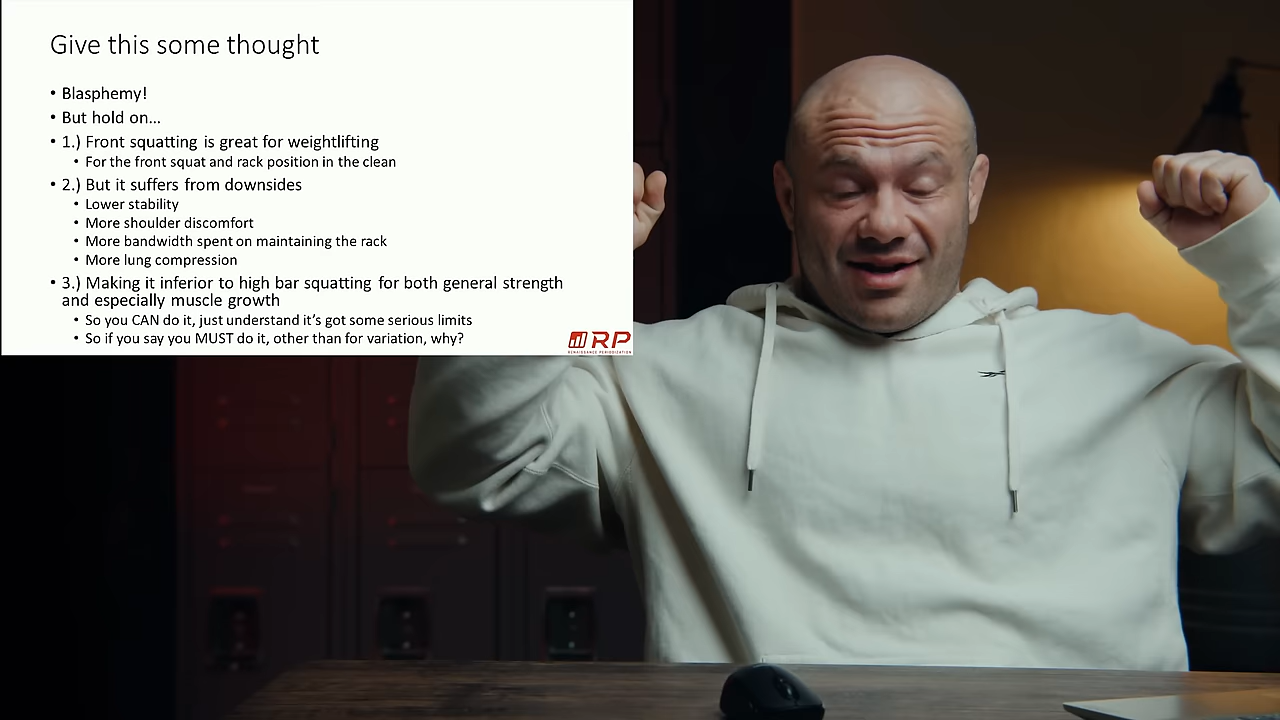 Give this some thought
• Blasphemy!
• But hold on…
• 1.) Front squatting is great for weightlifting
• For the front squat and rack position in the clean
• 2.) But it suffers from downsides
• Lower stability
• More shoulder discomfort
• More bandwidth spent on maintaining the rack
• More lung compression
• 3.) Making it inferior to high bar squatting for both general strength
and especially muscle growth
• So you CAN do it, just understand it's got some serious limits
• So if you say you MUST do it, other than for variation, why?
RP
RENAISSANCE PERIODIZATION